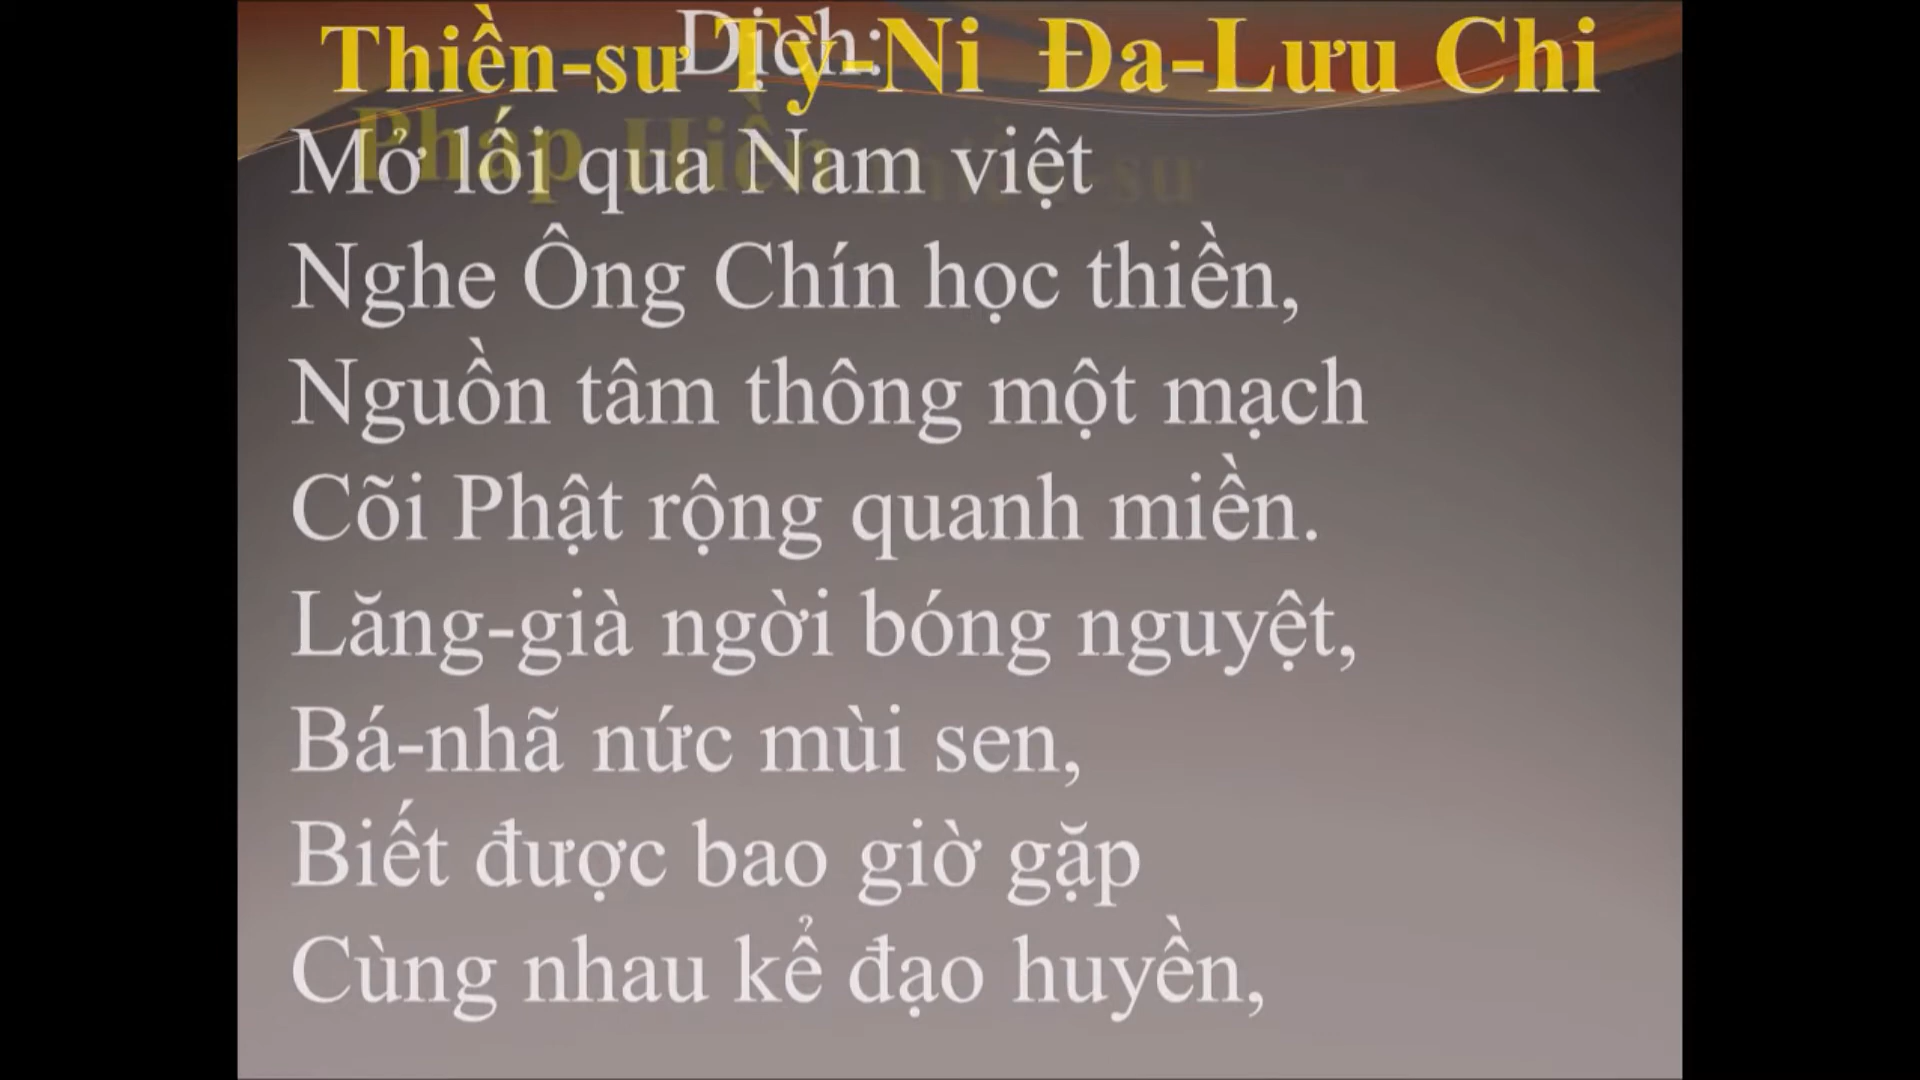 Thiền-sư Tỳ-Ni Đa-Lưu Chi
Dịch:
Pháp Hiền thiền-sư
Mở lối qua Nam việt
Nghe Ông Chín học thiền,
Nguồn tâm thông một mạch
Cõi Phật rộng quanh miền.
Lăng-già ngời bóng nguyệt,
Bá-nhã nức mùi sen,
Biết được bao giờ gặp
Cùng nhau kể đạo huyền,